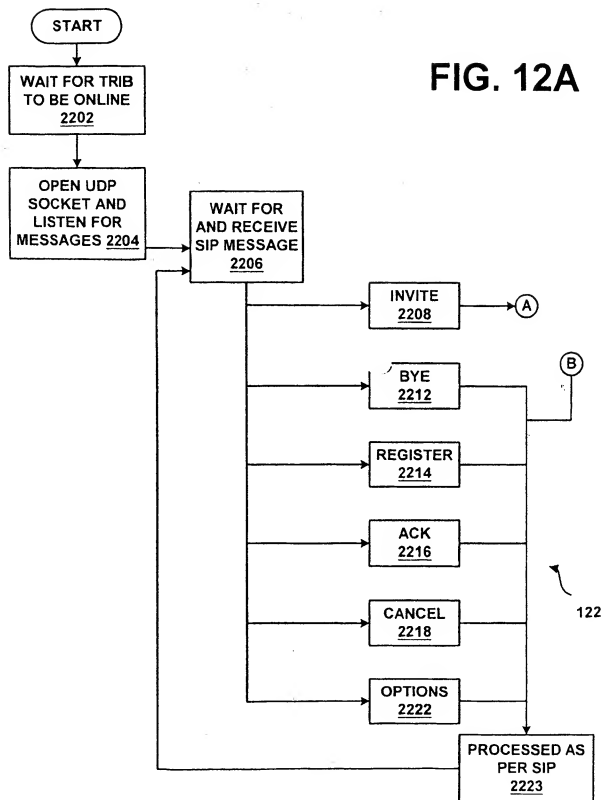 START
FIG. 12A
WAIT FOR TRIB
TO BE ONLINE
2202
OPEN UDP
SOCKET AND
LISTEN FOR
MESSAGES 2204
WAIT FOR
AND RECEIVE
SIP MESSAGE
2206
INVITE
2208
A
B
BYE
2212
REGISTER
2214
ACK
2216
CANCEL
2218
122
OPTIONS
2222
PROCESSED AS
PER SIP
2223